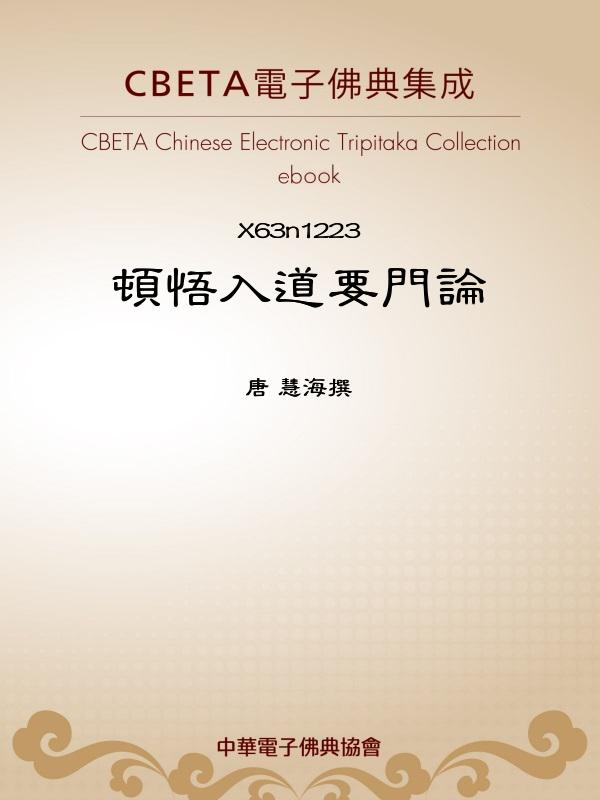 CBETA電子佛典集成
CBETA Chinese Electronic Tripitaka Collection
ebook
X63n1223
頓悟入道要門論
唐 慧海撰
中華電子佛典協會